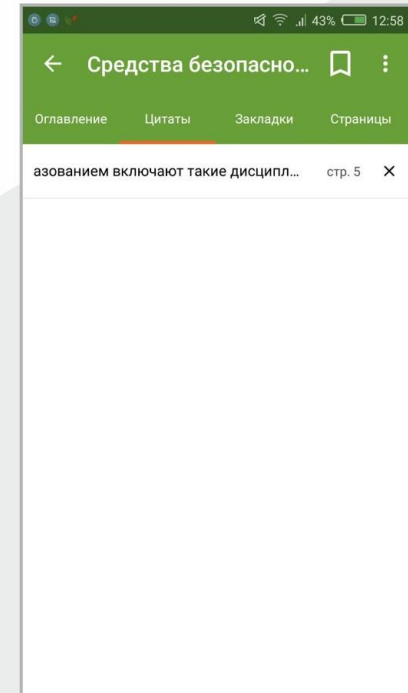 43% 12:58
Средства безопасно...
Оглавление Цитаты Закладки Страницы
азованием включают такие дисципл... стр. 5